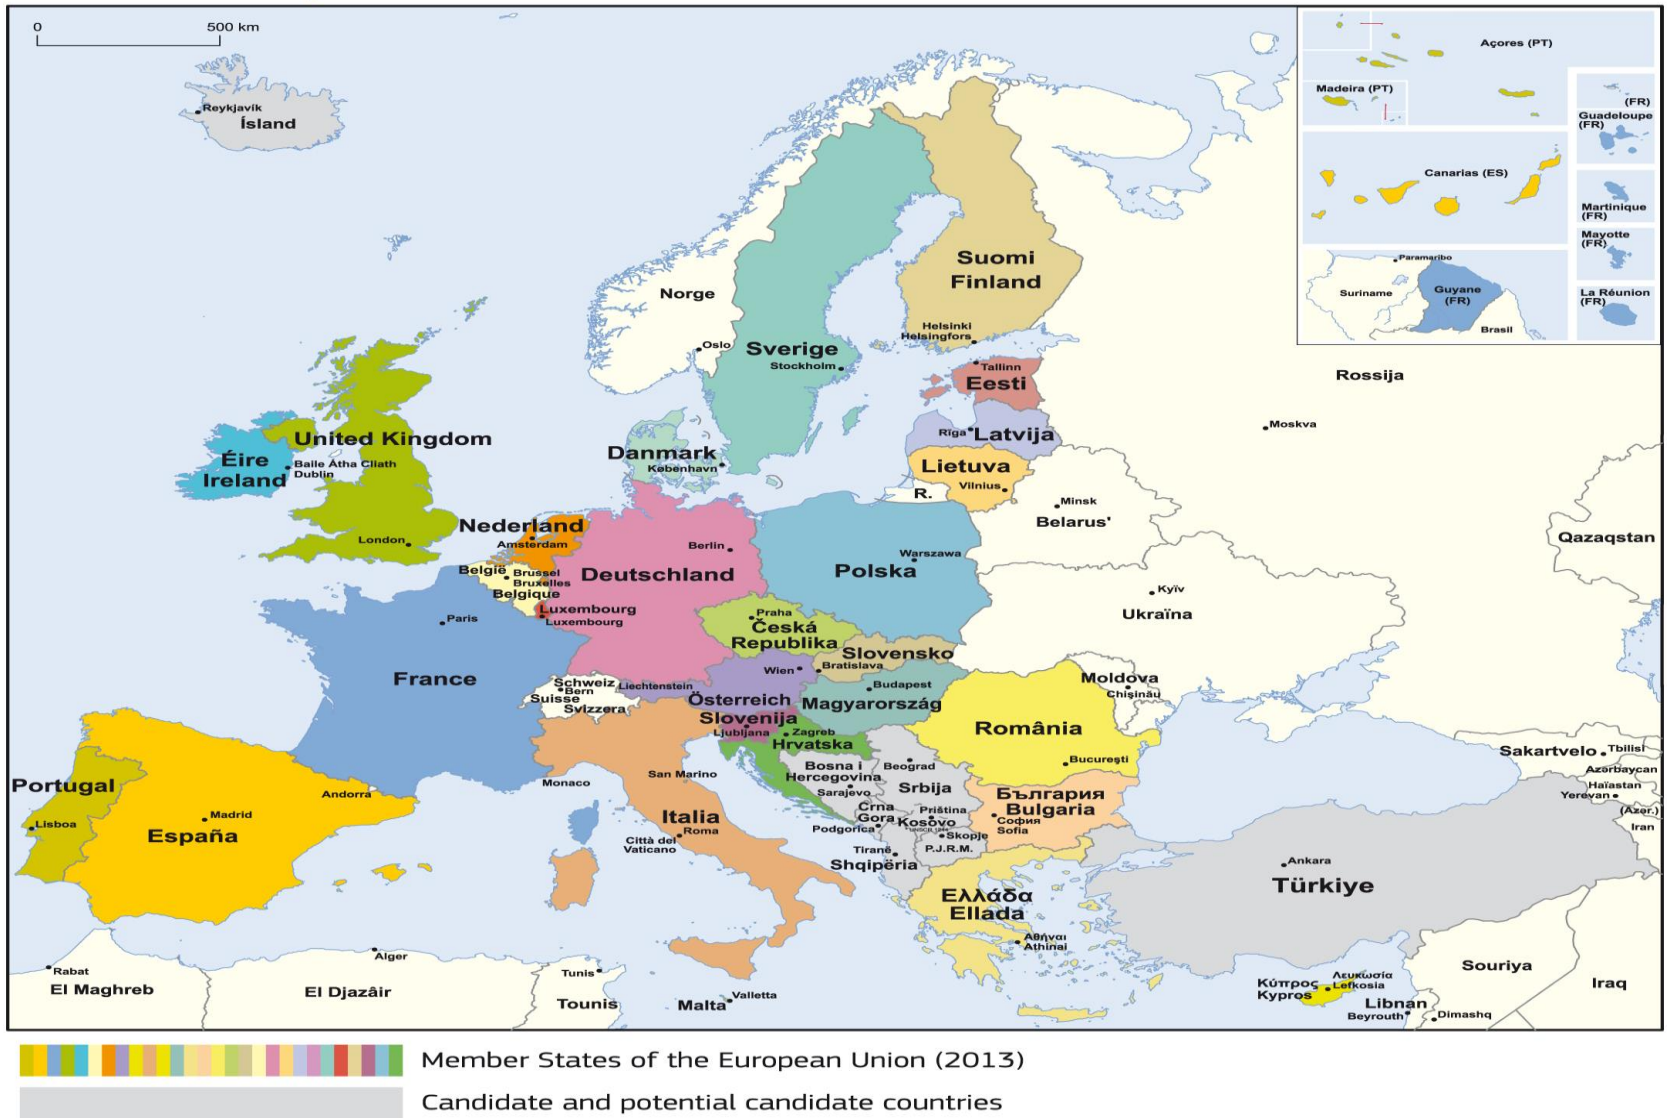 0
500 km
Reykjavík
Ísland
Açores (PT)
Madeira (PT)
(FR)
Guadeloupe
(FR)
Canarias (ES)
Martinique
(FR)
Mayotte
(FR)
La Réunion
(FR)
Paramaribo
Suriname
Guyane
(FR)
Brasil
Norge
Oslo
Sverige
Stockholm
Suomi
Finland
Helsinki
Helsingfors
Tallinn
Eesti
Rīga
Latvija
Lietuva
Vilnius
R.
Rossija
Moskva
Minsk
Belarus'
Qazaqstan
United Kingdom
London
Éire
Ireland
Baile Átha Cliath
Dublin
Danmark
København
Nederland
Amsterdam
België
Brussel
Bruxelles
Belgique
Luxembourg
Luxembourg
Berlin
Deutschland
Warszawa
Polska
Kyïv
Ukraïna
Paris
France
Praha
Česká
Republika
Slovensko
Bratislava
Wien
Österreich
Liechtenstein
Schweiz
Bern
Suisse
Svizzera
Budapest
Magyarország
Slovenija
Ljubljana
Zagreb
Hrvatska
Moldova
Chişinău
România
Bucureşti
Portugal
Lisboa
Madrid
España
Andorra
Monaco
San Marino
Italia
Roma
Città del
Vaticano
Bosna i
Hercegovina
Sarajevo
Beograd
Srbija
Crna
Gora
Podgorica
Priština
Kosovo
* UNSCR 1244
Skopje
P.J.R.M.
Tiranë
Shqipëria
България
Bulgaria
София
Sofia
Ελλάδα
Ellada
Αθήναι
Athinai
Ankara
Türkiye
Sakartvelo
Tbilisi
Azərbaycan
Haïastan
Yerevan
(Azer.)
Iran
Rabat
El Maghreb
Alger
El Djazâir
Tunis
Tounis
Malta
Valletta
Κύπρος
Kypros
Λευκωσία
Lefkosia
Libnan
Beyrouth
Dimashq
Souriya
Iraq
Member States of the European Union (2013)
Candidate and potential candidate countries